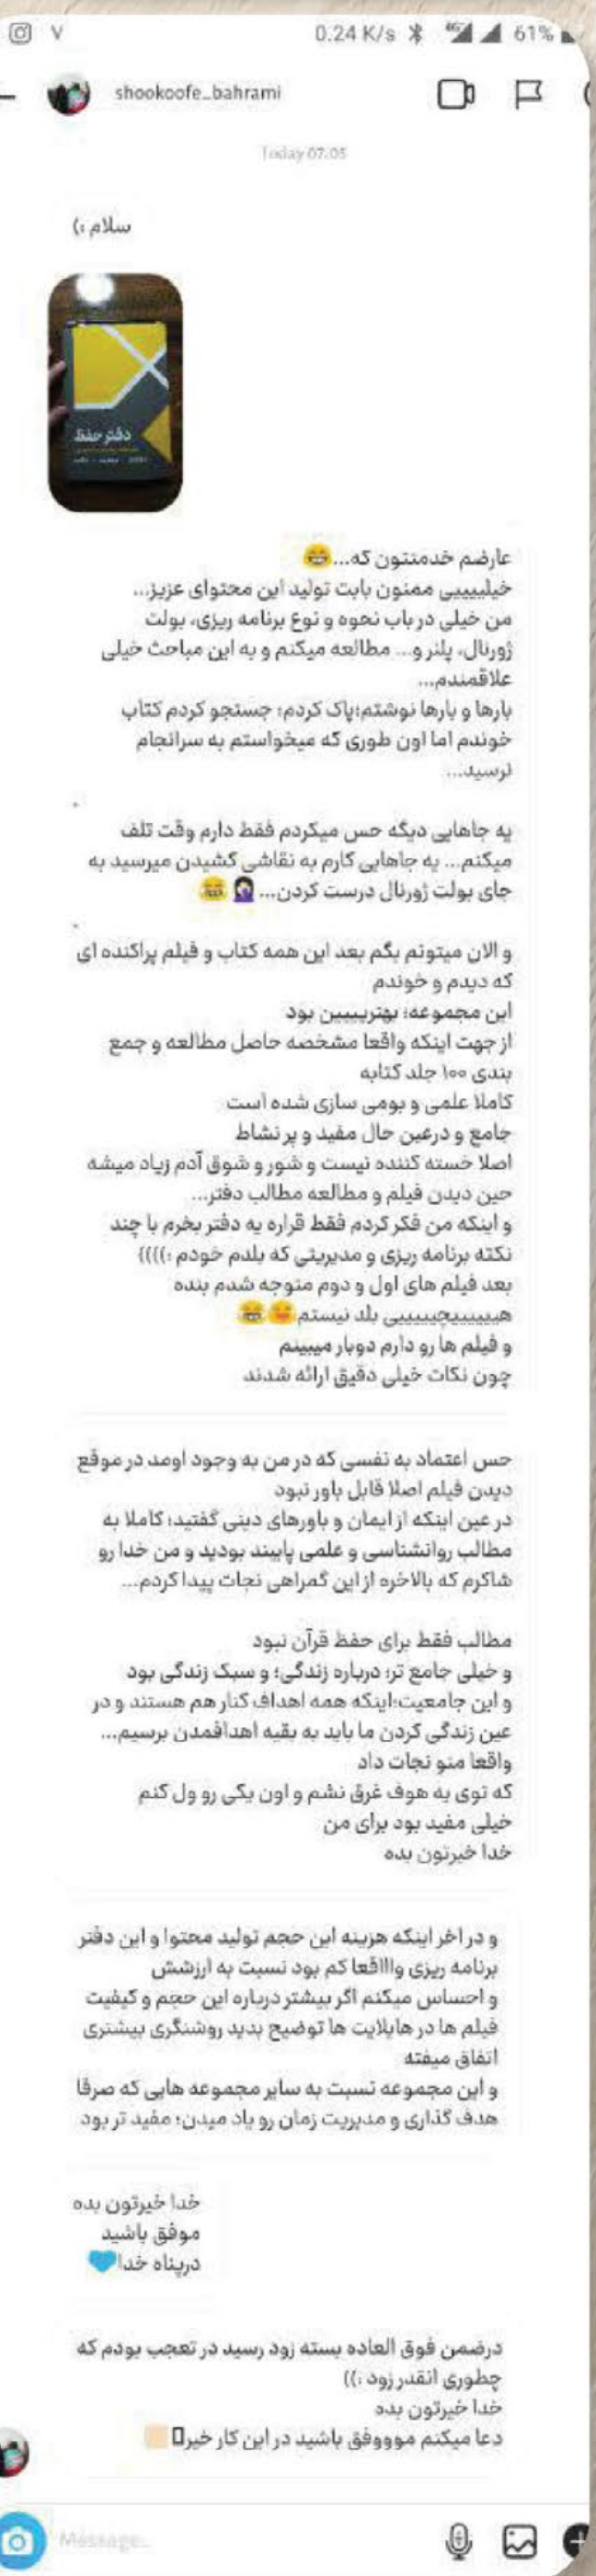 0.24 K/s 4G 61%
shookoofe_bahrami
Today 07:05
سلام :)
دفتر حفظ
عارضم خدمتتون که...😁
خیلیییی ممنون بابت تولید این محتوای عزیز...
من خیلی در باب نحوه و نوع برنامه ریزی، بولت
ژورنال، پلنر و... مطالعه میکنم و به این مباحث خیلی
علاقمندم...
بارها و بارها نوشتم؛پاک کردم؛ جستجو کردم کتاب
خوندم اما اون طوری که میخواستم به سرانجام
نرسید...
.
یه جاهایی دیگه حس میکردم فقط دارم وقت تلف
میکنم... یه جاهایی کارم به نقاشی کشیدن میرسید به
جای بولت ژورنال درست کردن...🤦‍♀️😂
.
و الان میتونم بگم بعد این همه کتاب و فیلم پراکنده ای
که دیدم و خوندم
این مجموعه؛ بهترییییین بود
از جهت اینکه واقعا مشخصه حاصل مطالعه و جمع
بندی ۱۰۰ جلد کتابه
کاملا علمی و بومی سازی شده است
جامع و درعین حال مفید و پر نشاط
اصلا خسته کننده نیست و شور و شوق آدم زیاد میشه
حین دیدن فیلم و مطالعه مطالب دفتر...
و اینکه من فکر کردم فقط قراره یه دفتر بخرم با چند
نکته برنامه ریزی و مدیریتی که بلدم خودم :))))
بعد فیلم های اول و دوم متوجه شدم بنده
هیییییییچیییییی بلد نیستم😄😁
و فیلم ها رو دارم دوبار میبینم
چون نکات خیلی دقیق ارائه شدند
حس اعتماد به نفسی که در من به وجود اومد در موقع
دیدن فیلم اصلا قابل باور نبود
در عین اینکه از ایمان و باورهای دینی گفتید؛ کاملا به
مطالب روانشناسی و علمی پایبند بودید و من خدا رو
شاکرم که بالاخره از این گمراهی نجات پیدا کردم...
مطالب فقط برای حفظ قرآن نبود
و خیلی جامع تر؛ درباره زندگی؛ و سبک زندگی بود
و این جامعیت؛اینکه همه اهداف کنار هم هستند و در
عین زندگی کردن ما باید به بقیه اهدافمدن برسیم...
واقعا منو نجات داد
که توی یه هوف غرق نشم و اون یکی رو ول کنم
خیلی مفید بود برای من
خدا خیرتون بده
و در اخر اینکه هزینه این حجم تولید محتوا و این دفتر
برنامه ریزی واااقعا کم بود نسبت به ارزشش
و احساس میکنم اگر بیشتر درباره این حجم و کیفیت
فیلم ها در هایلایت ها توضیح بدید روشنگری بیشتری
اتفاق میفته
و این مجموعه نسبت به سایر مجموعه هایی که صرفا
هدف گذاری و مدیریت زمان رو یاد میدن؛ مفید تر بود
خدا خیرتون بده
موفق باشید
درپناه خدا💙
درضمن فوق العاده بسته زود رسید در تعجب بودم که
چطوری انقدر زود :))
خدا خیرتون بده
دعا میکنم موووفق باشید در این کار خیر
Message...